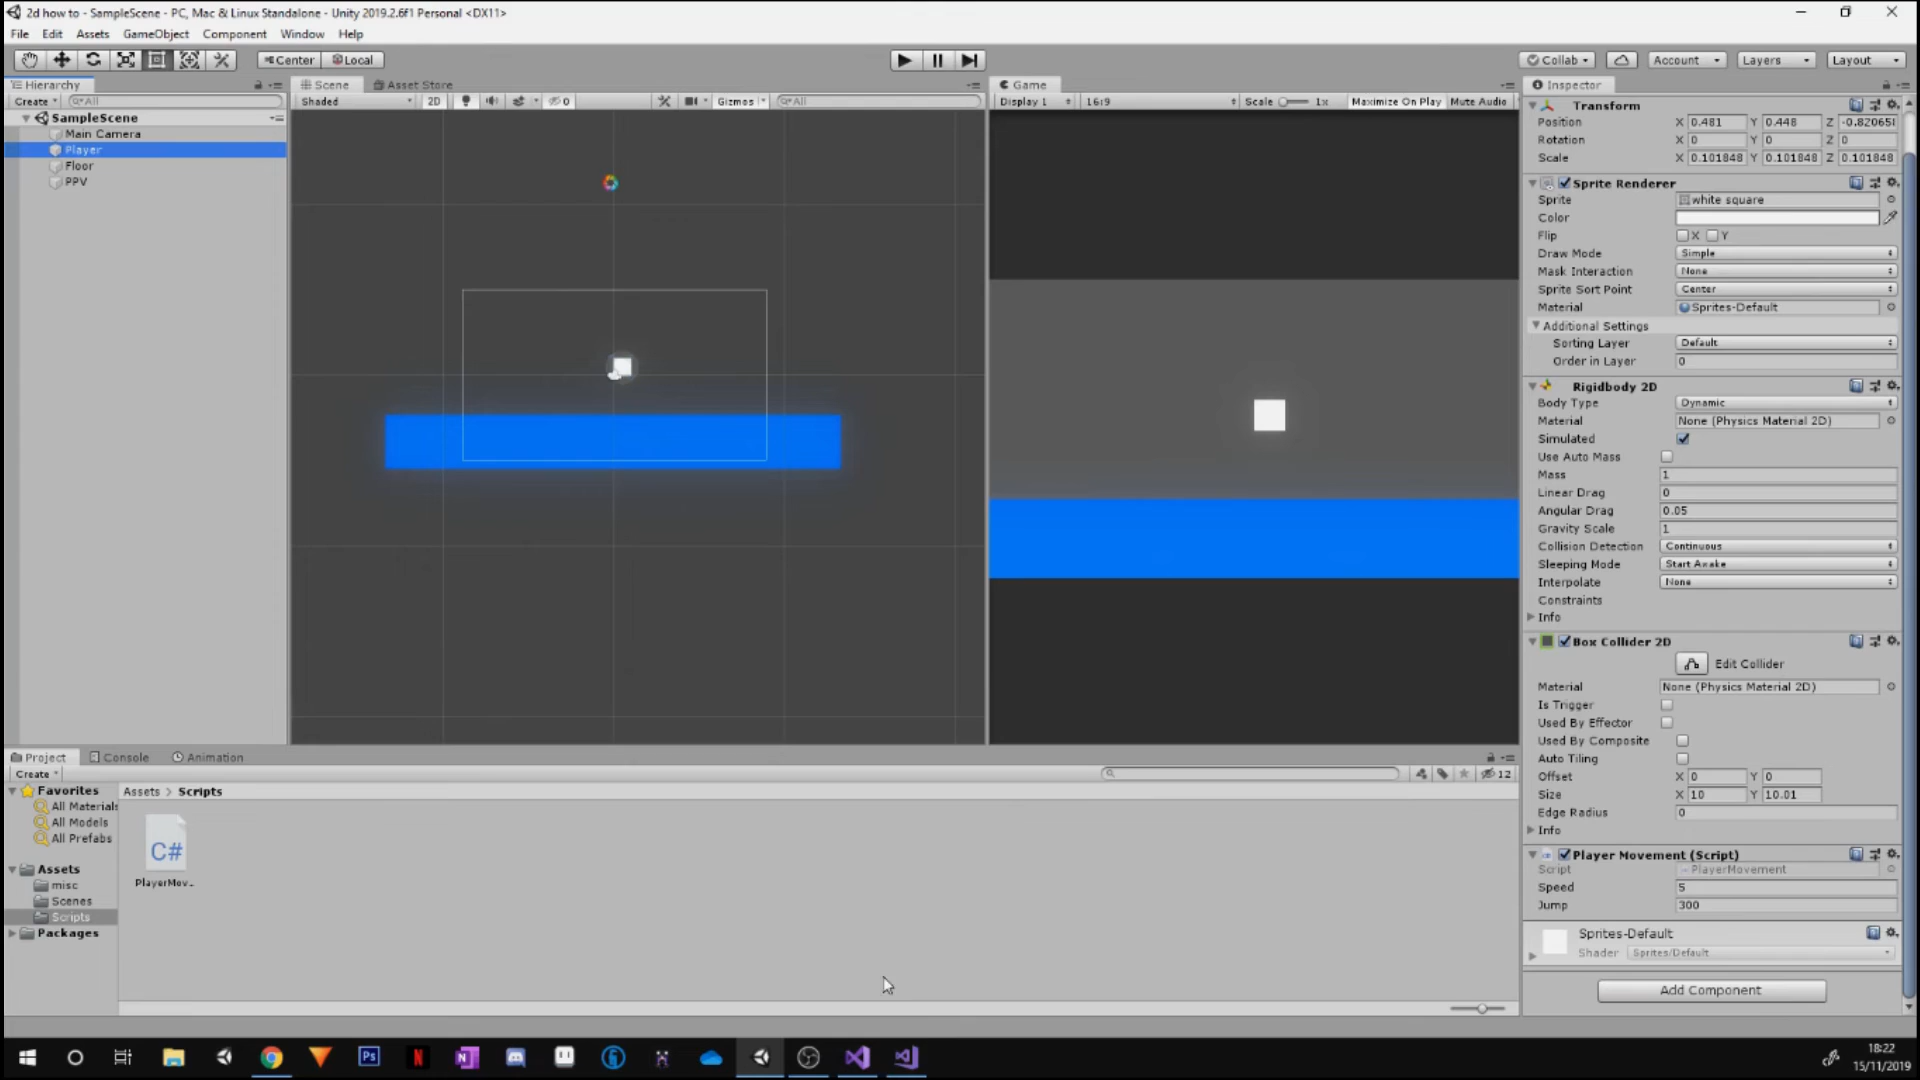 2d how to - SampleScene - PC, Mac & Linux Standalone - Unity 2019.2.6f1 Personal <DX11>
File Edit Assets GameObject Component Window Help
Center Local Collab Account Layers Layout
Hierarchy
Create All
SampleScene
Main Camera
Player
Floor
PPV
Scene Asset Store
Shaded 2D 0 Gizmos All
Game
Display 1 16:9 Scale 1x Maximize On Play Mute Audio
Inspector
Transform
Position X 0.481 Y 0.448 Z -0.820658
Rotation X 0 Y 0 Z 0
Scale X 0.101848 Y 0.101848 Z 0.101848
Sprite Renderer
Sprite white square
Color
Flip X Y
Draw Mode Simple
Mask Interaction None
Sprite Sort Point Center
Material Sprites-Default
Additional Settings
Sorting Layer Default
Order in Layer 0
Rigidbody 2D
Body Type Dynamic
Material None (Physics Material 2D)
Simulated
Use Auto Mass
Mass 1
Linear Drag 0
Angular Drag 0.05
Gravity Scale 1
Collision Detection Continuous
Sleeping Mode Start Awake
Interpolate None
Constraints
Info
Box Collider 2D
Edit Collider
Material None (Physics Material 2D)
Is Trigger
Used By Effector
Used By Composite
Auto Tiling
Offset X 0 Y 0
Size X 10 Y 10.01
Edge Radius 0
Info
Player Movement (Script)
Script PlayerMovement
Speed 5
Jump 300
Sprites-Default
Shader Sprites/Default
Add Component
Project Console Animation
Create 12
Favorites
All Materials
All Models
All Prefabs
Assets
misc
Scenes
Scripts
Packages
Assets > Scripts
C#
PlayerMov..
Ps N N
18:22
15/11/2019